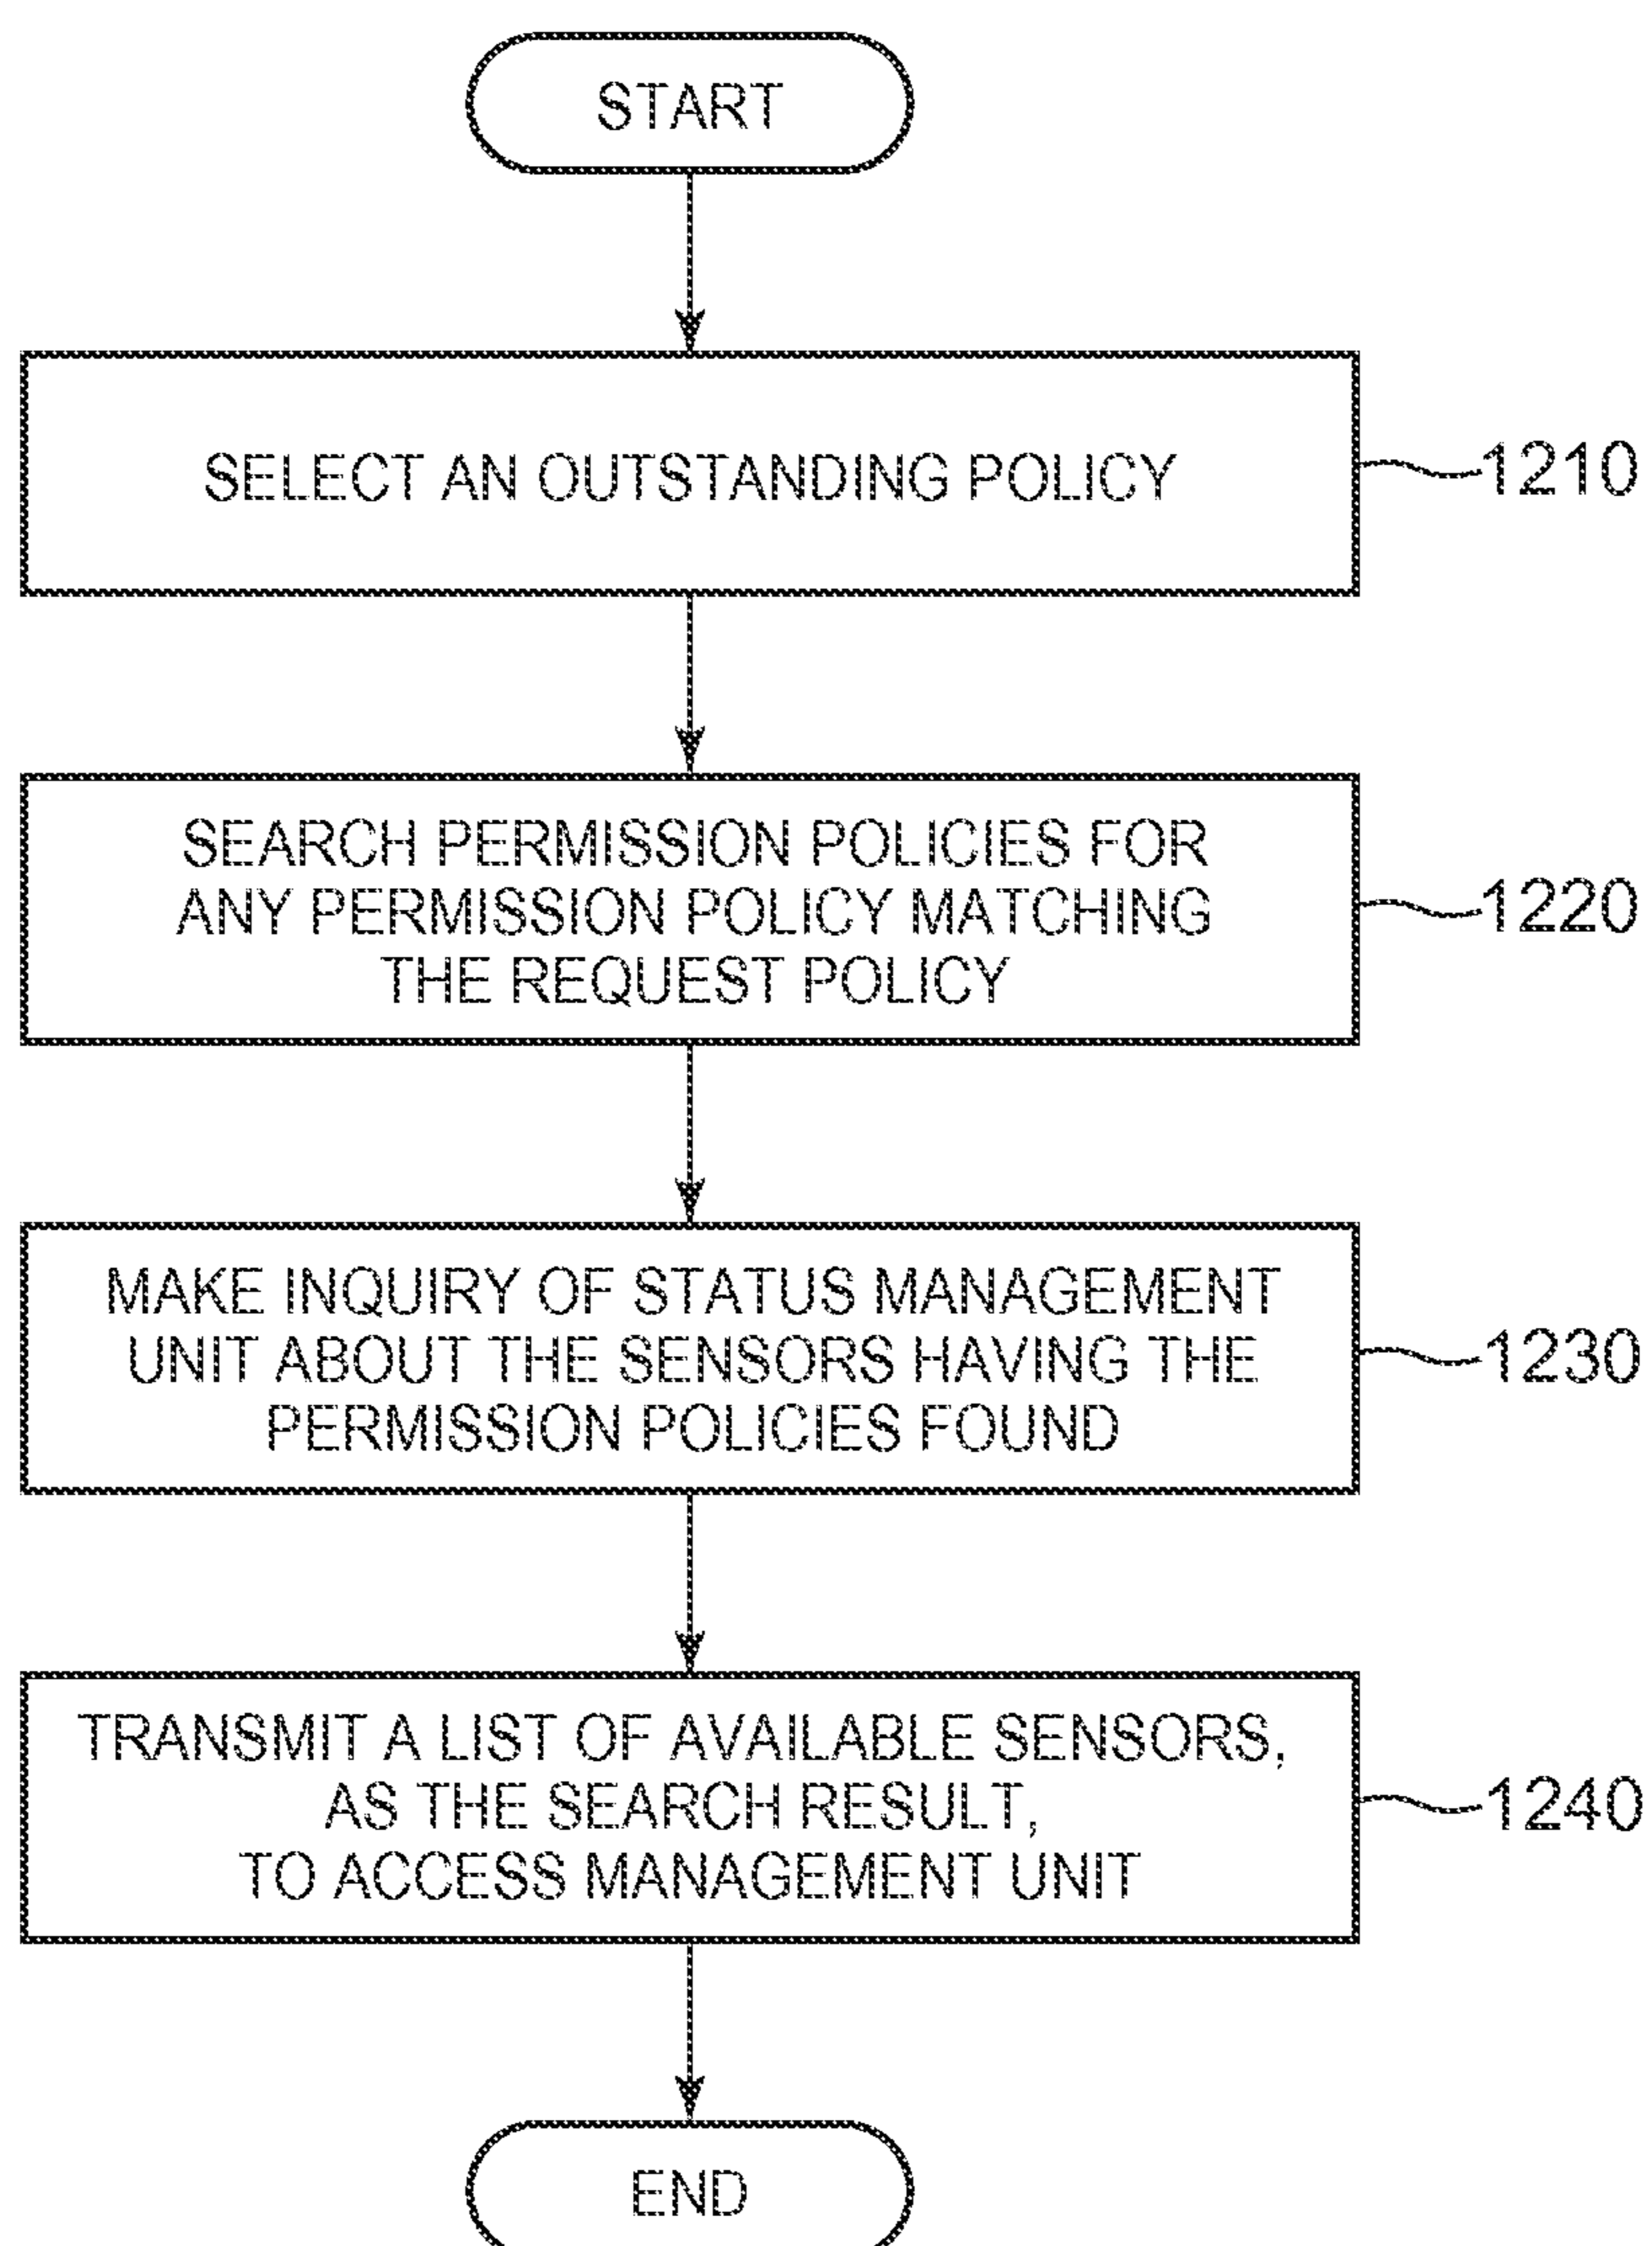 START
SELECT AN OUTSTANDING POLICY
1210
SEARCH PERMISSION POLICIES FOR
ANY PERMISSION POLICY MATCHING
THE REQUEST POLICY
1220
MAKE INQUIRY OF STATUS MANAGEMENT
UNIT ABOUT THE SENSORS HAVING THE
PERMISSION POLICIES FOUND
1230
TRANSMIT A LIST OF AVAILABLE SENSORS,
AS THE SEARCH RESULT,
TO ACCESS MANAGEMENT UNIT
1240
END